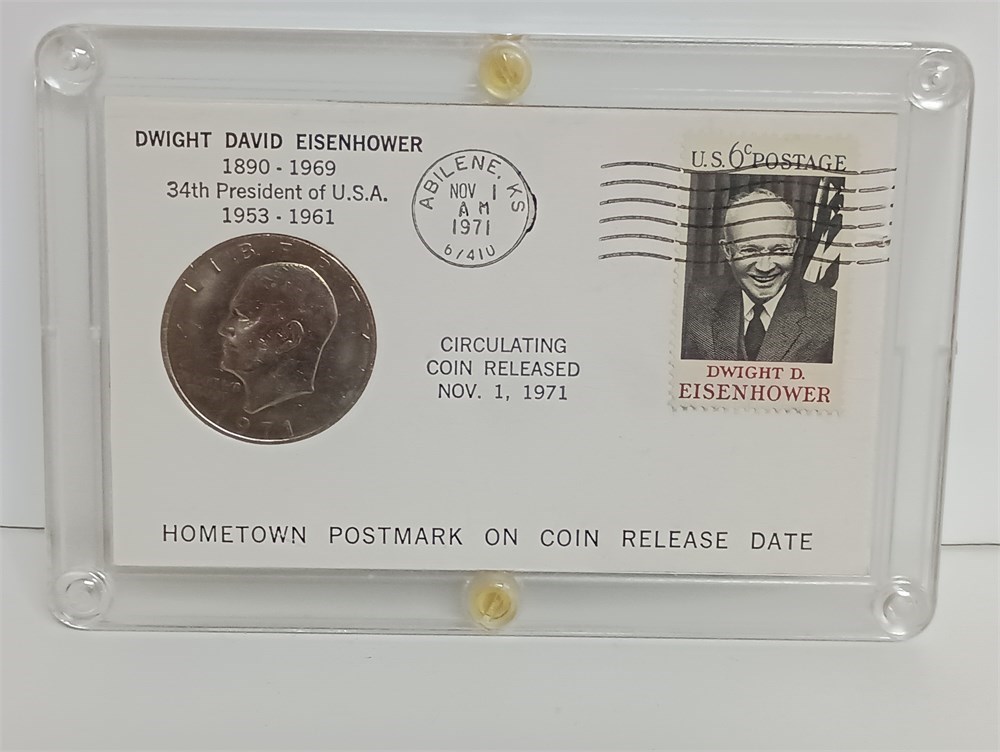 DWIGHT DAVID EISENHOWER
1890 - 1969
34th President of U.S.A.
1953 - 1961
LIBERTY
1971
ABILENE, KS
NOV 1
AM
1971
67410
CIRCULATING
COIN RELEASED
NOV. 1, 1971
U.S. 6c POSTAGE
DWIGHT D.
EISENHOWER
HOMETOWN POSTMARK ON COIN RELEASE DATE